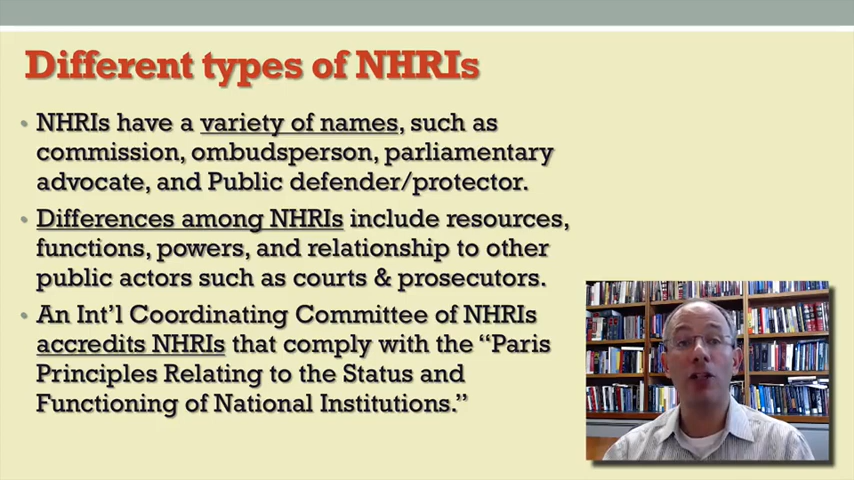 Different types of NHRIs
• NHRIs have a variety of names, such as
commission, ombudsperson, parliamentary
advocate, and Public defender/protector.
• Differences among NHRIs include resources,
functions, powers, and relationship to other
public actors such as courts & prosecutors.
• An Int'l Coordinating Committee of NHRIs
accredits NHRIs that comply with the “Paris
Principles Relating to the Status and
Functioning of National Institutions.”